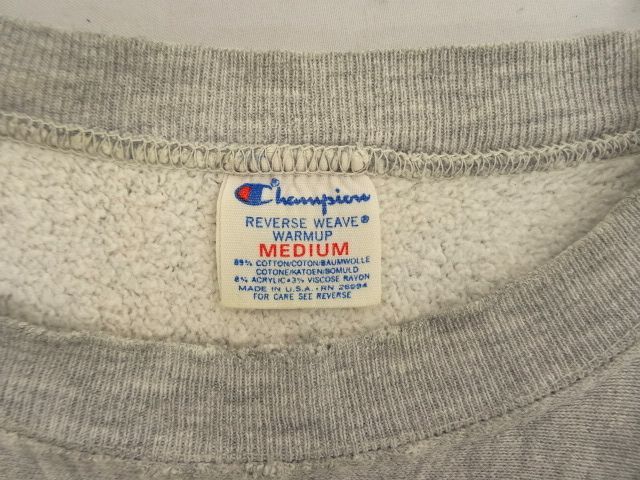 Champion
REVERSE WEAVE®
WARMUP
MEDIUM
89% COTTON/COTON/BAUMWOLLE
COTONE/KATOEN/BOMULD
8% ACRYLIC • 3% VISCOSE RAYON
MADE IN U.S.A. • RN 26094
FOR CARE SEE REVERSE